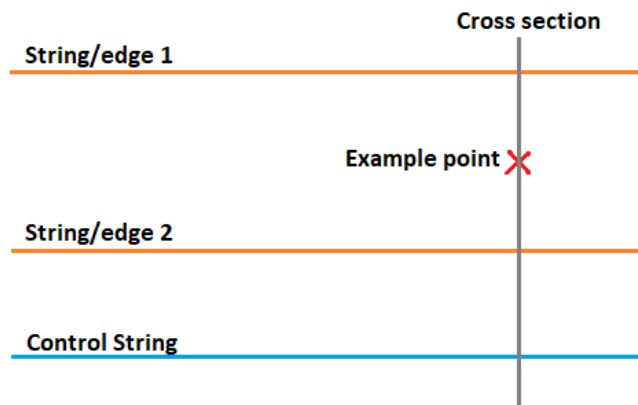 Cross section
String/edge 1
Example point
String/edge 2
Control String